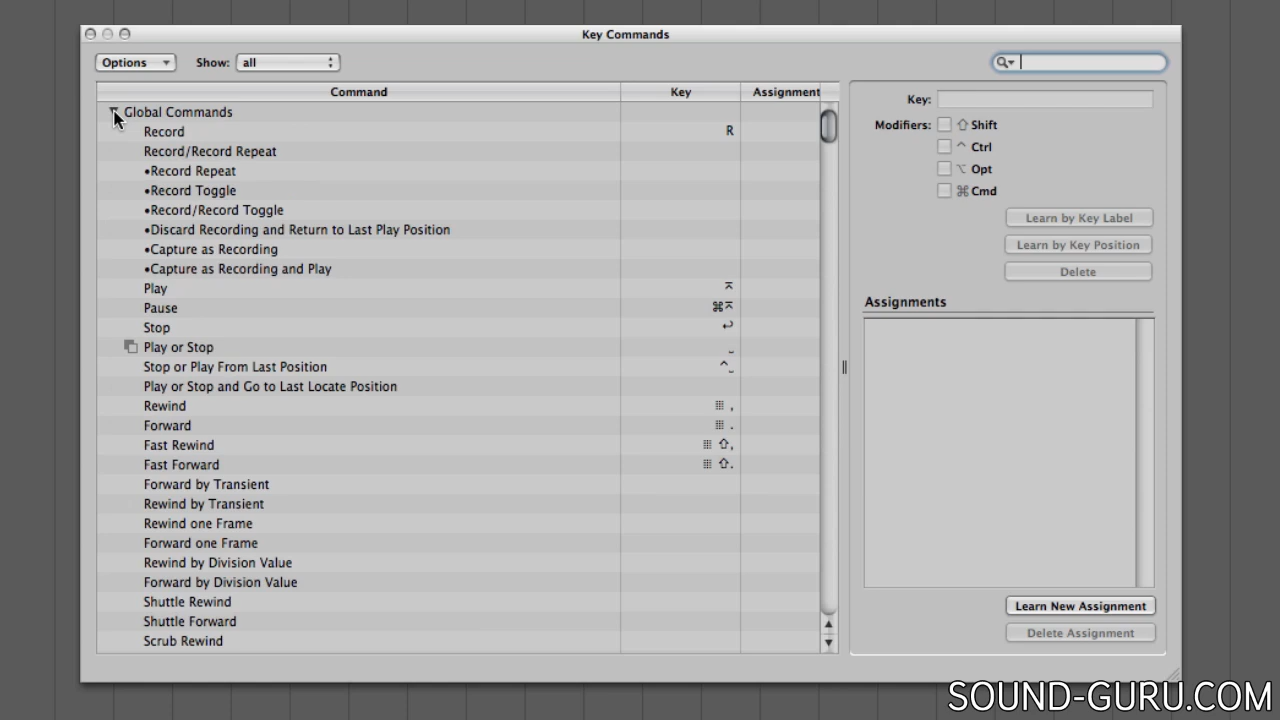 Key Commands
Options Show: all
Command Key Assignment
Global Commands
Record R
Record/Record Repeat
•Record Repeat
•Record Toggle
•Record/Record Toggle
•Discard Recording and Return to Last Play Position
•Capture as Recording
•Capture as Recording and Play
Play ⌅
Pause ⌘⌅
Stop ↩
Play or Stop ⎵
Stop or Play From Last Position ^⎵
Play or Stop and Go to Last Locate Position
Rewind ,
Forward .
Fast Rewind ⇧,
Fast Forward ⇧.
Forward by Transient
Rewind by Transient
Rewind one Frame
Forward one Frame
Rewind by Division Value
Forward by Division Value
Shuttle Rewind
Shuttle Forward
Scrub Rewind
Key:
Modifiers: ⇧ Shift
^ Ctrl
⌥ Opt
⌘ Cmd
Learn by Key Label
Learn by Key Position
Delete
Assignments
Learn New Assignment
Delete Assignment
SOUND-GURU.COM